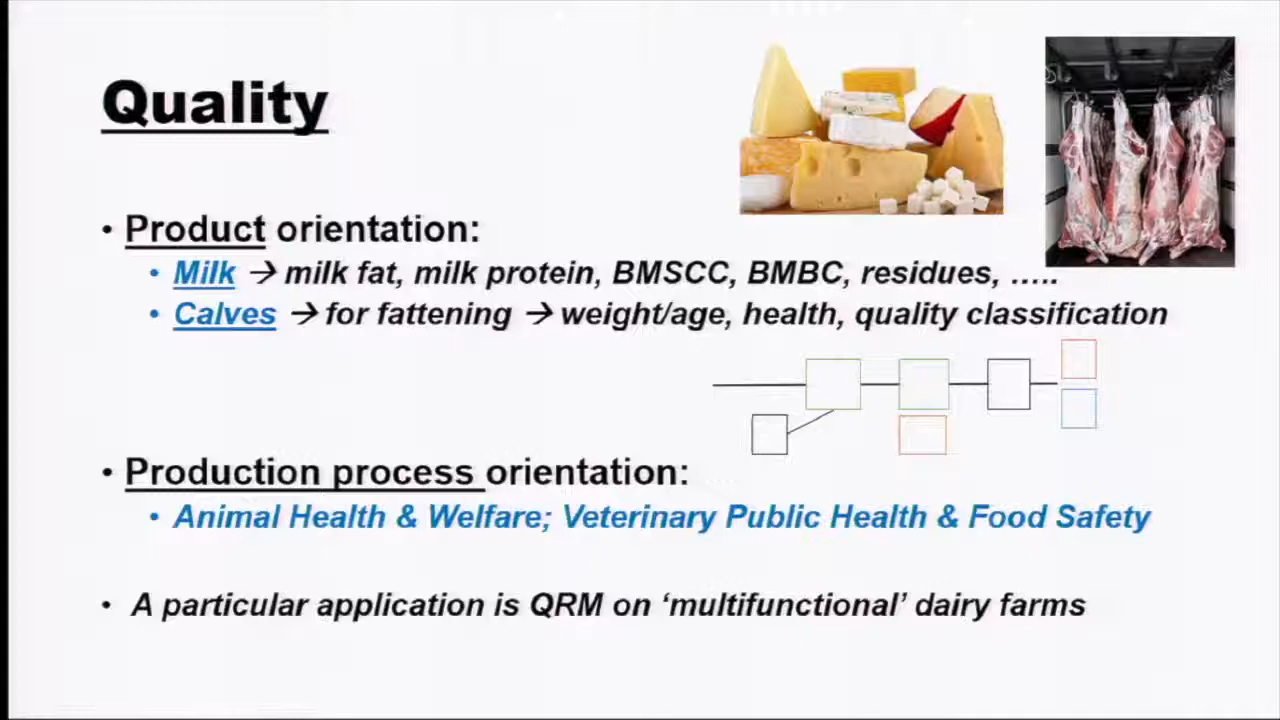 Quality
• Product orientation:
• Milk → milk fat, milk protein, BMSCC, BMBC, residues, …..
• Calves → for fattening → weight/age, health, quality classification
• Production process orientation:
• Animal Health & Welfare; Veterinary Public Health & Food Safety
• A particular application is QRM on ‘multifunctional’ dairy farms